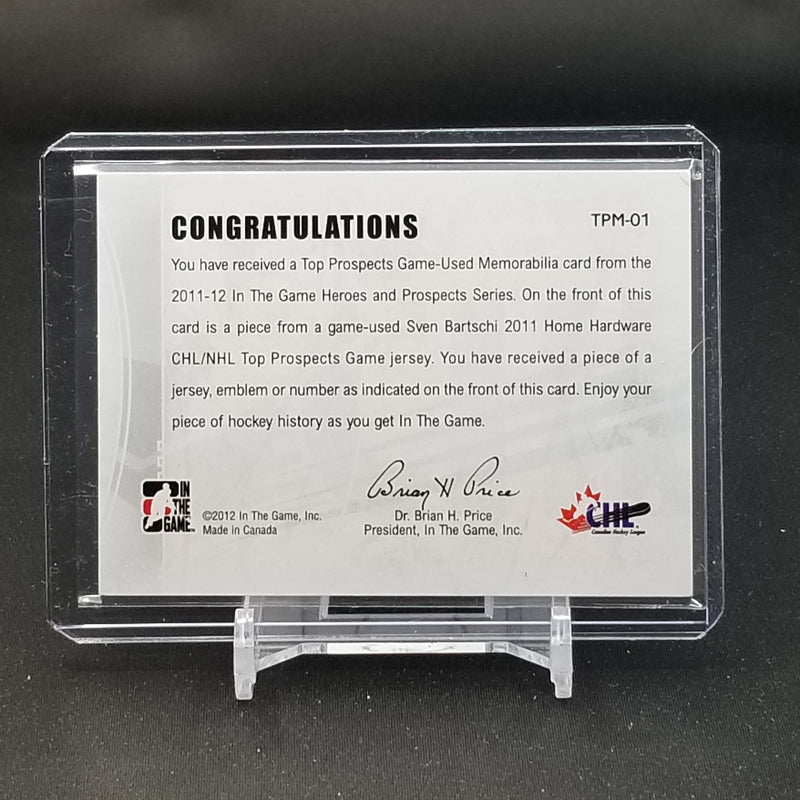 CONGRATULATIONS
TPM-01
You have received a Top Prospects Game-Used Memorabilia card from the
2011-12 In The Game Heroes and Prospects Series. On the front of this
card is a piece from a game-used Sven Bartschi 2011 Home Hardware
CHL/NHL Top Prospects Game jersey. You have received a piece of a
jersey, emblem or number as indicated on the front of this card. Enjoy your
piece of hockey history as you get In The Game.
Brian H Price
IN
THE
GAME
©2012 In The Game, Inc.
Made in Canada
Dr. Brian H. Price
President, In The Game, Inc.
CHL
Canadian Hockey League